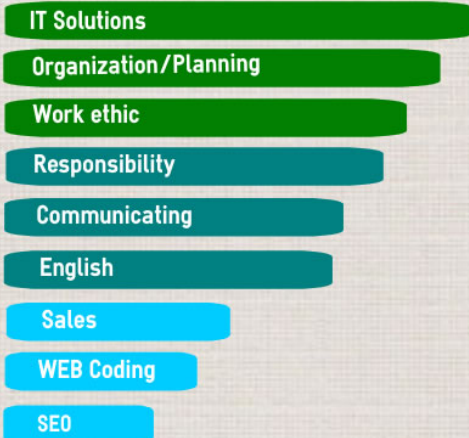 IT Solutions
Organization/Planning
Work ethic
Responsibility
Communicating
English
Sales
WEB Coding
SEO